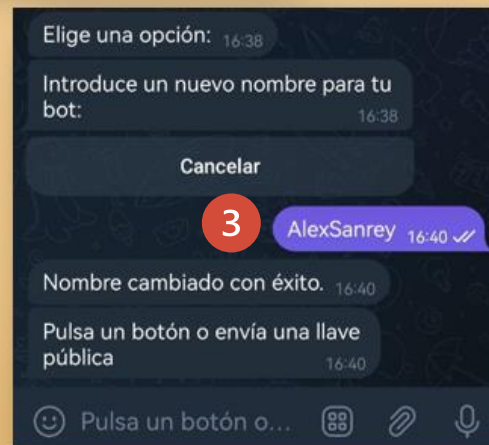 Elige una opción: 16:38
Introduce un nuevo nombre para tu
bot: 16:38
Cancelar
3
AlexSanrey 16:40
Nombre cambiado con éxito. 16:40
Pulsa un botón o envía una llave
pública 16:40
Pulsa un botón o...